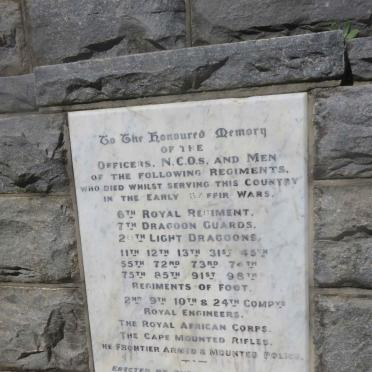 To The Honoured Memory
OF THE
OFFICERS, N.C.O.S. AND MEN
OF THE FOLLOWING REGIMENTS,
WHO DIED WHILST SERVING THIS COUNTRY
IN THE EARLY WARS.
6TH ROYAL REGIMENT.
7TH DRAGOON GUARDS.
LIGHT DRAGOONS.
11TH 12TH 13TH 31ST 45TH
55TH 72ND 73RD
75TH 85TH 91ST 98TH
REGIMENTS OF FOOT.
2ND 9TH 10TH & 24TH COMPYS
ROYAL ENGINEERS.
THE ROYAL AFRICAN CORPS.
THE CAPE MOUNTED RIFLES.
FRONTIER ARMED & MOUNTED POLICE.
ERECTED BY